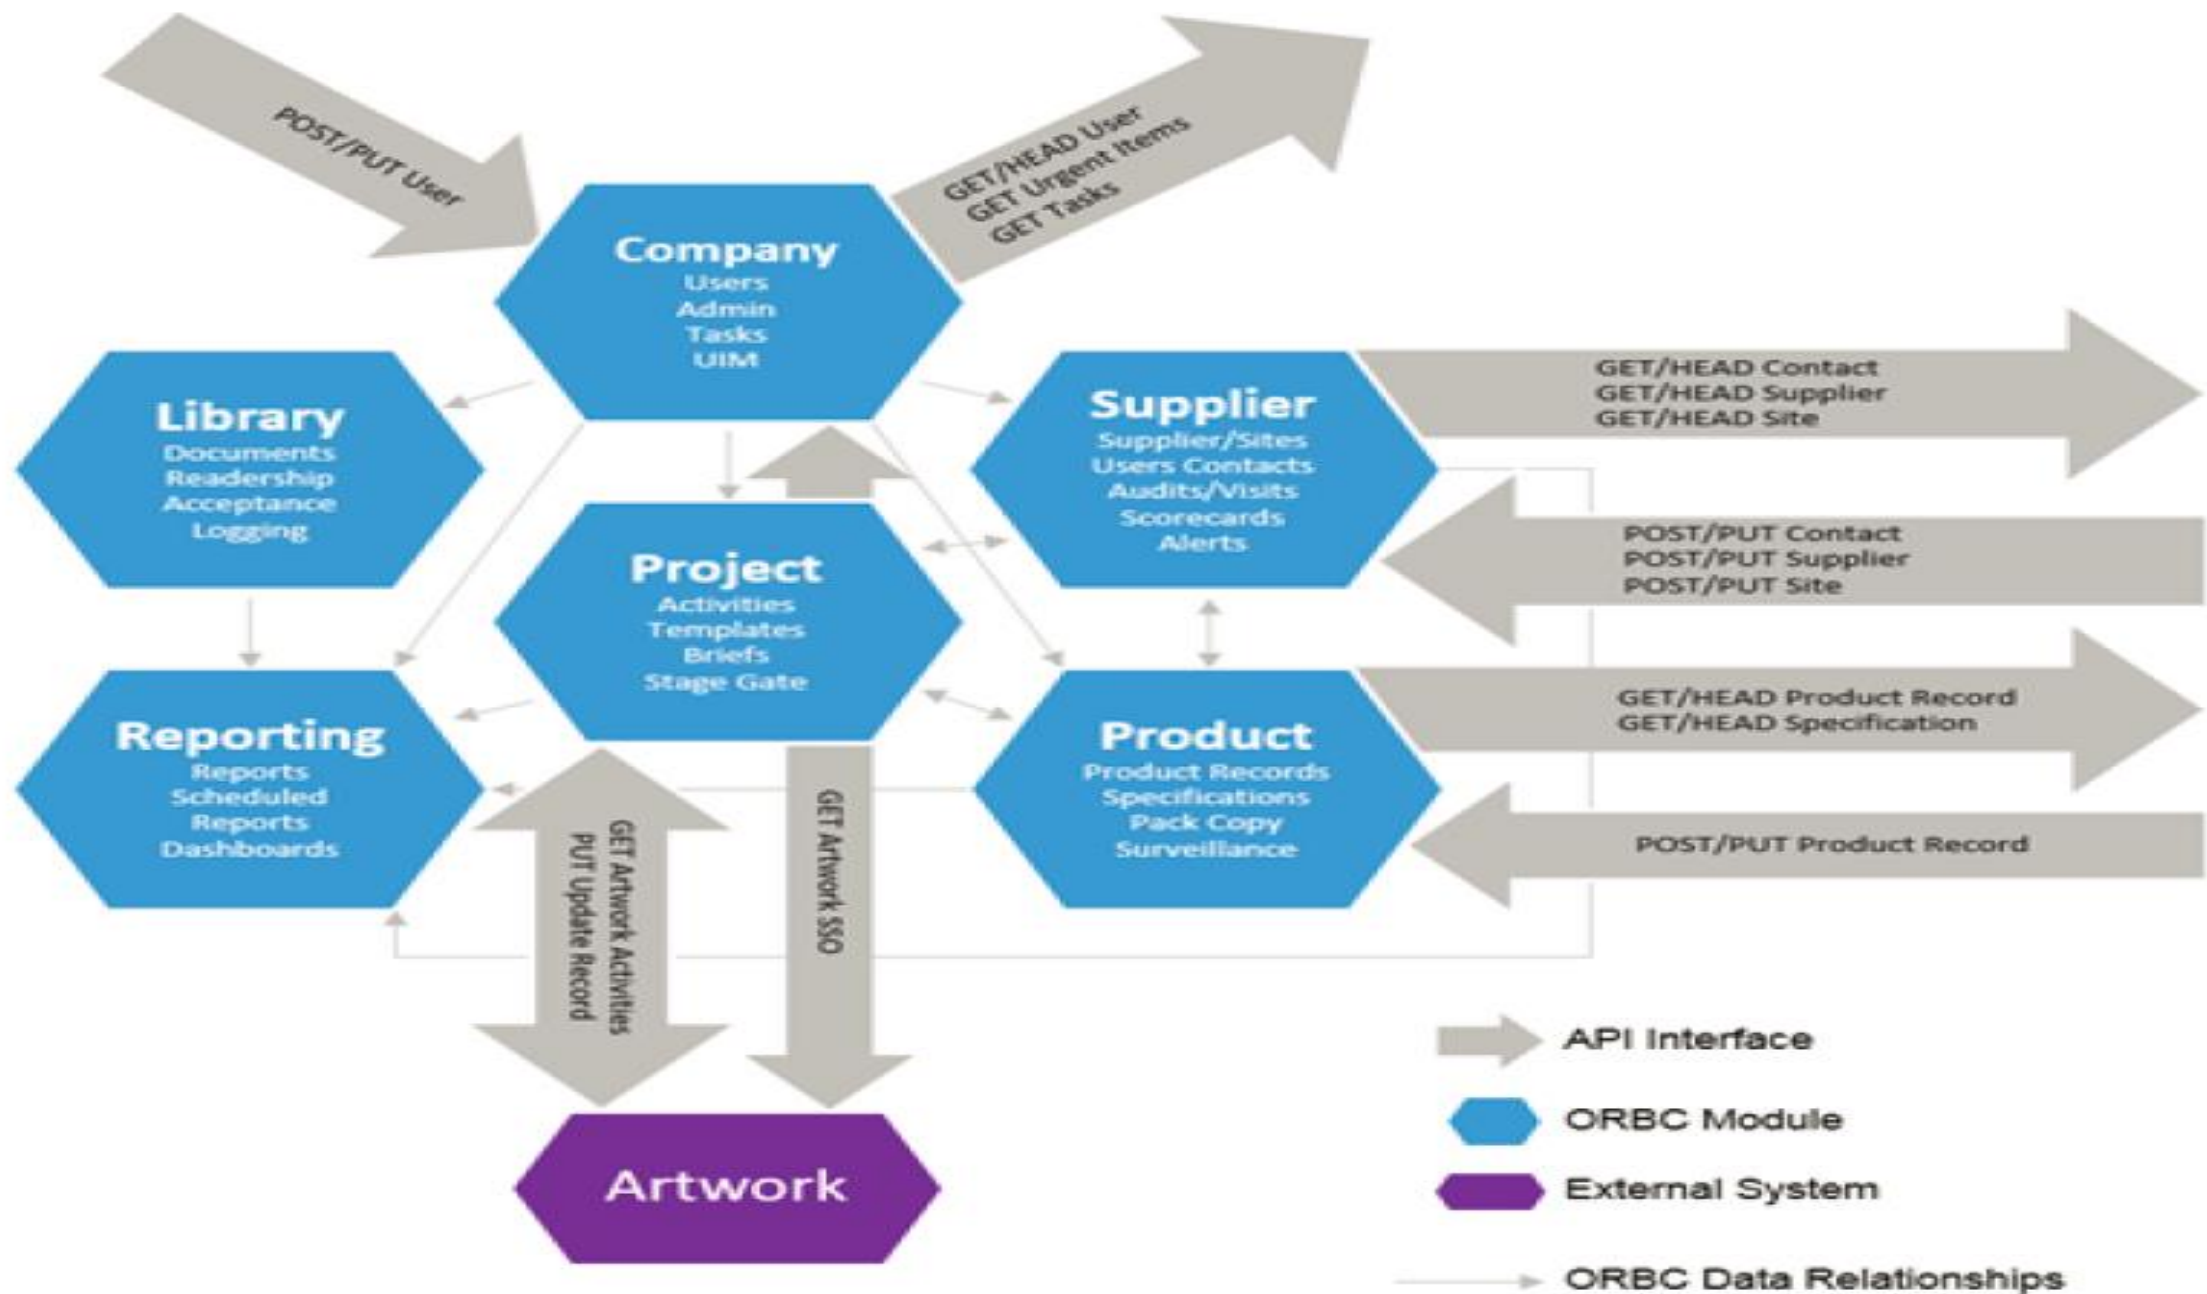 POST/PUT User
GET/HEAD User
GET Urgent Items
GET Tasks
Company
Users
Admin
Tasks
UIM
Library
Documents
Readership
Acceptance
Logging
Supplier
Supplier/Sites
Users Contacts
Audits/Visits
Scorecards
Alerts
GET/HEAD Contact
GET/HEAD Supplier
GET/HEAD Site
POST/PUT Contact
POST/PUT Supplier
POST/PUT Site
Project
Activities
Templates
Briefs
Stage Gate
Reporting
Reports
Scheduled
Reports
Dashboards
Product
Product Records
Specifications
Pack Copy
Surveillance
GET/HEAD Product Record
GET/HEAD Specification
POST/PUT Product Record
GET Artwork Activities
PUT Update Record
GET Artwork SSO
Artwork
API Interface
ORBC Module
External System
ORBC Data Relationships